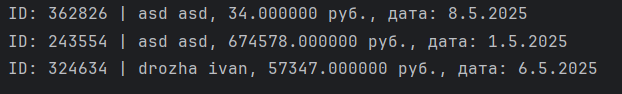 ID: 362826 | asd asd, 34.000000 руб., дата: 8.5.2025
ID: 243554 | asd asd, 674578.000000 руб., дата: 1.5.2025
ID: 324634 | drozha ivan, 57347.000000 руб., дата: 6.5.2025